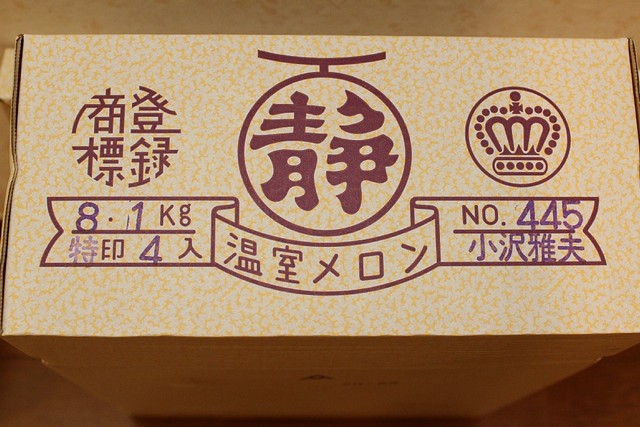 登録
商標
静
8.1Kg
特印4入
温室メロン
NO.445
小沢雅夫